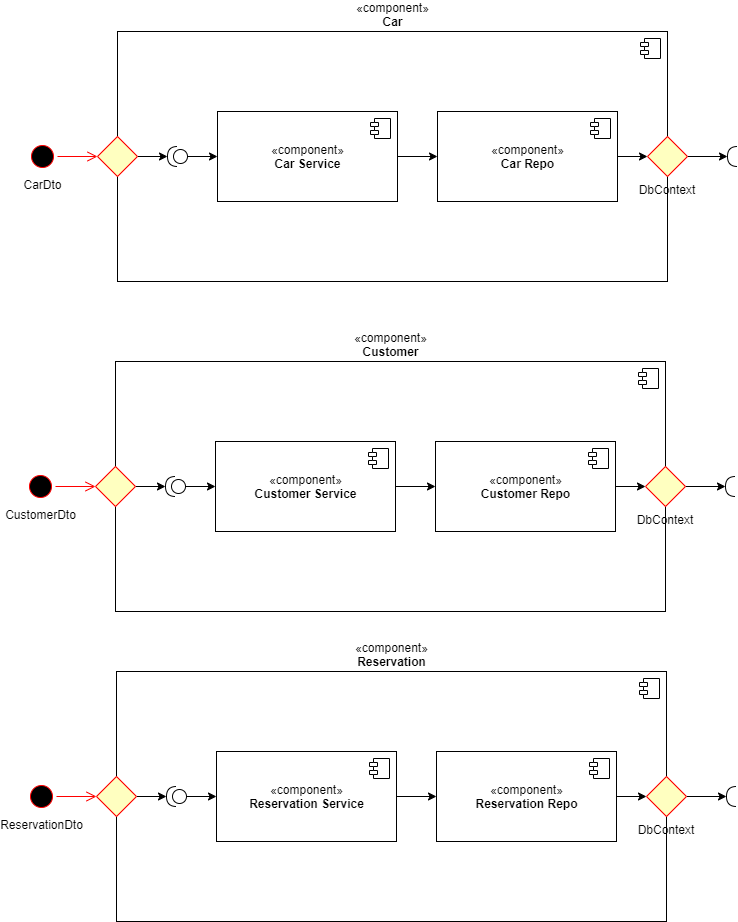 «component»
Car
«component»
Car Service
«component»
Car Repo
CarDto
DbContext
«component»
Customer
«component»
Customer Service
«component»
Customer Repo
CustomerDto
DbContext
«component»
Reservation
«component»
Reservation Service
«component»
Reservation Repo
ReservationDto
DbContext